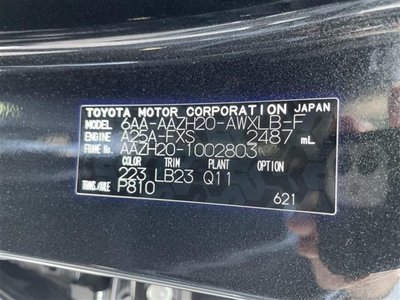 TOYOTA MOTOR CORPORATION JAPAN
MODEL 6AA-AAZH20-AWXLB-F
ENGINE A25A-FXS 2487 mL
FRAME No. AAZH20-1002803
COLOR TRIM PLANT OPTION
223 LB23 Q11
TRANS./AXLE P810
621